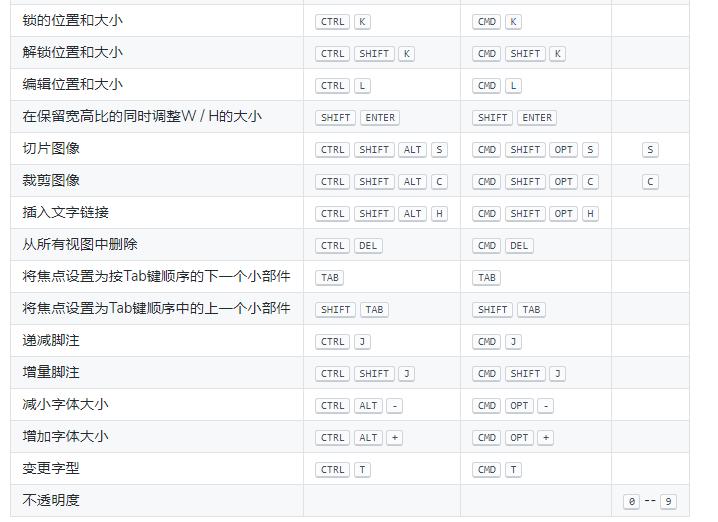 锁的位置和大小 CTRL K CMD K
解锁位置和大小 CTRL SHIFT K CMD SHIFT K
编辑位置和大小 CTRL L CMD L
在保留宽高比的同时调整W / H的大小 SHIFT ENTER SHIFT ENTER
切片图像 CTRL SHIFT ALT S CMD SHIFT OPT S S
裁剪图像 CTRL SHIFT ALT C CMD SHIFT OPT C C
插入文字链接 CTRL SHIFT ALT H CMD SHIFT OPT H
从所有视图中删除 CTRL DEL CMD DEL
将焦点设置为按Tab键顺序的下一个小部件 TAB TAB
将焦点设置为Tab键顺序中的上一个小部件 SHIFT TAB SHIFT TAB
递减脚注 CTRL J CMD J
增量脚注 CTRL SHIFT J CMD SHIFT J
减小字体大小 CTRL ALT - CMD OPT -
增加字体大小 CTRL ALT + CMD OPT +
变更字型 CTRL T CMD T
不透明度 0 -- 9